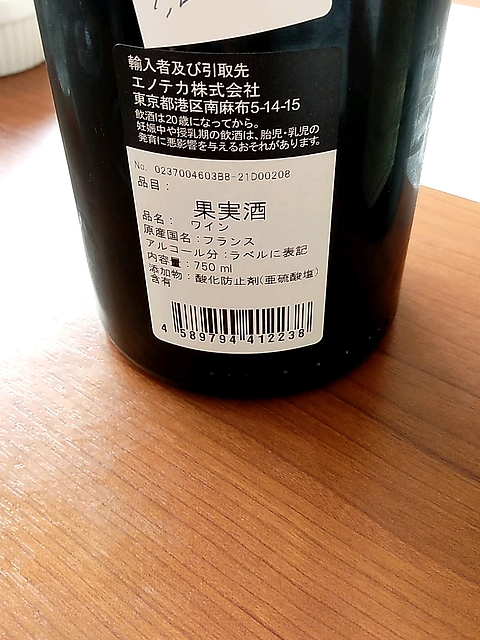 輸入者及び引取先
エノテカ株式会社
東京都港区南麻布5-14-15
飲酒は20歳になってから。
妊娠中や授乳期の飲酒は、胎児・乳児の
発育に悪影響を与えるおそれがあります。
No. 0237004603B8-21D00208
品目：
果実酒
品名： ワイン
原産国名：フランス
アルコール分：ラベルに表記
内容量：750 ml
添加物：酸化防止剤(亜硫酸塩)
含有
4 589794 412238